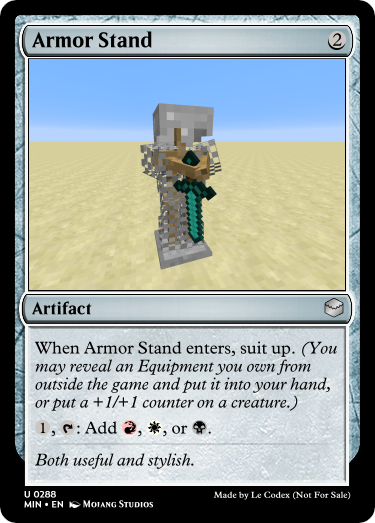 Armor Stand 2
Artifact
When Armor Stand enters, suit up. (You
may reveal an Equipment you own from
outside the game and put it into your hand,
or put a +1/+1 counter on a creature.)
1, : Add , , or .
Both useful and stylish.
U 0288
MIN • EN Mojang Studios
Made by Le Codex (Not For Sale)